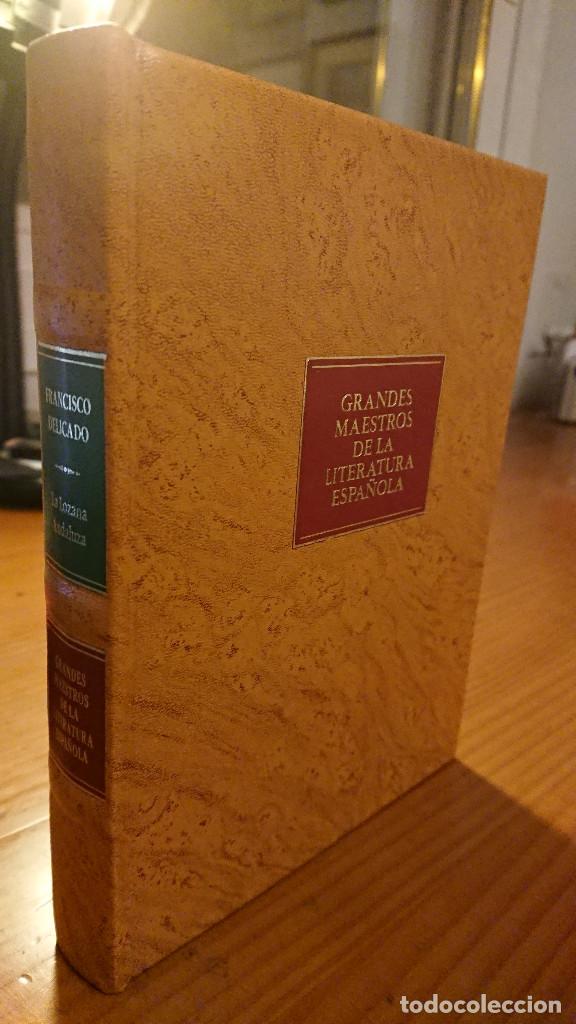 FRANCISCO
DELICADO
La Lozana
Andaluza
GRANDES
MAESTROS
DE LA
LITERATURA
ESPAÑOLA
GRANDES
MAESTROS
DE LA
LITERATURA
ESPAÑOLA
todocoleccion